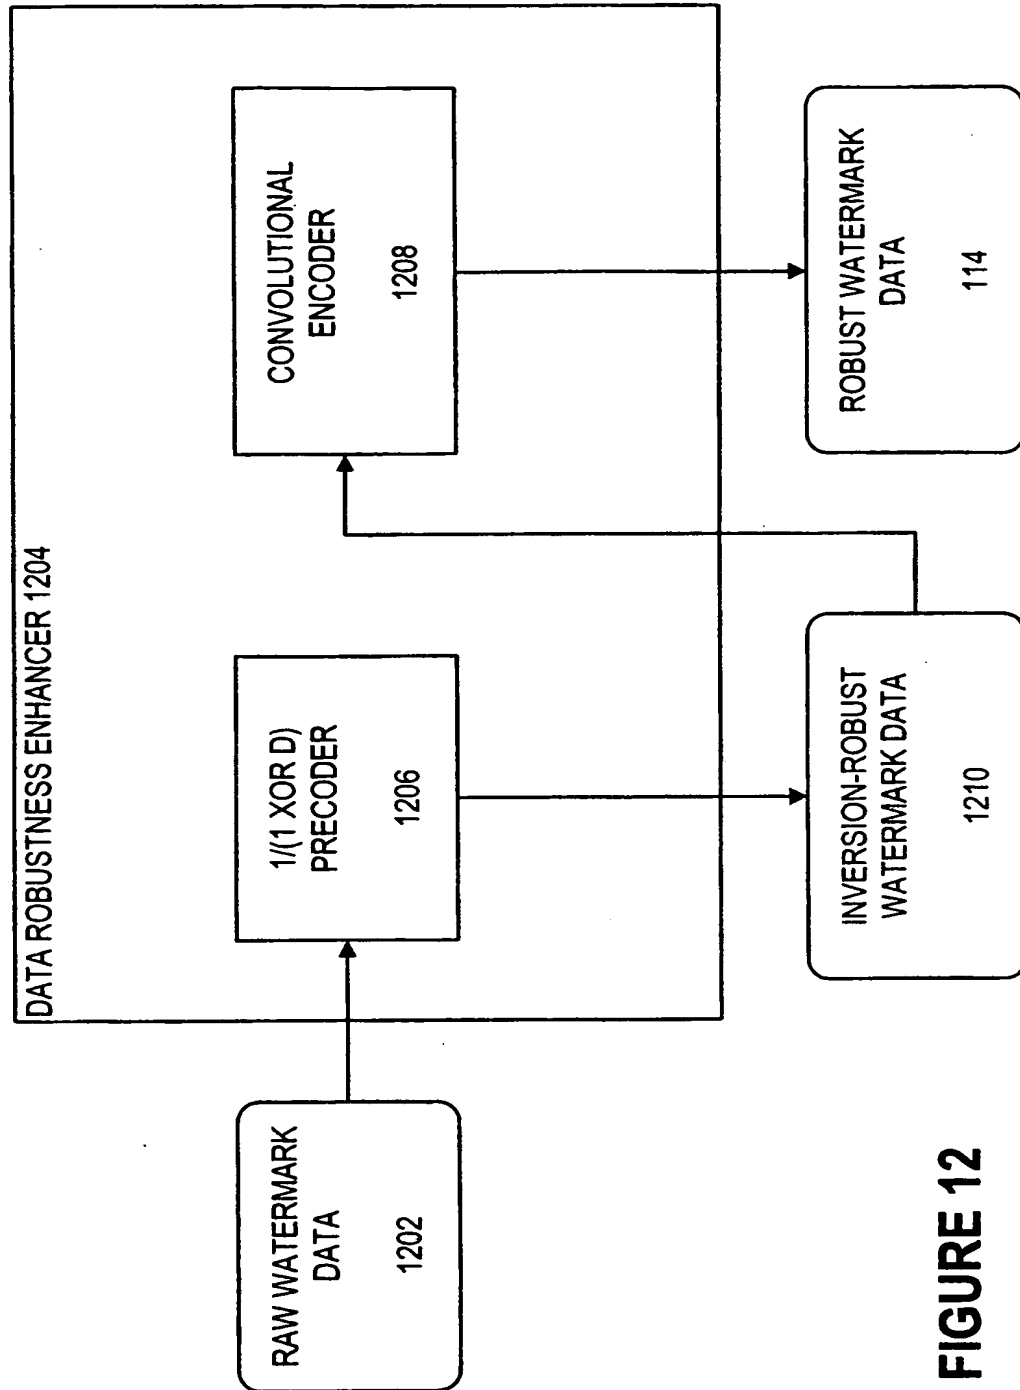 DATA ROBUSTNESS ENHANCER 1204
RAW WATERMARK
DATA
1202
1/(1 XOR D)
PRECODER
1206
CONVOLUTIONAL
ENCODER
1208
INVERSION-ROBUST
WATERMARK DATA
1210
ROBUST WATERMARK
DATA
114
FIGURE 12